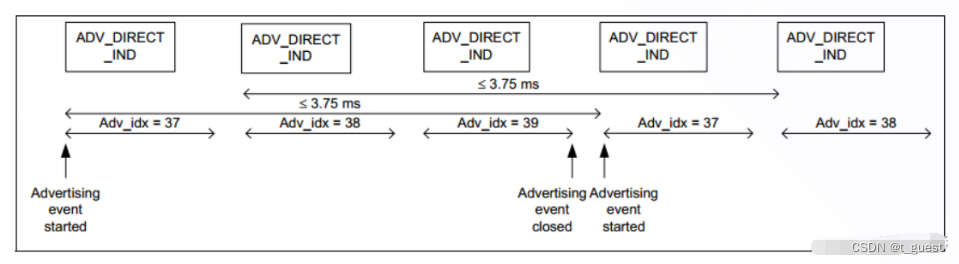 ADV_DIRECT
_IND
ADV_DIRECT
_IND
ADV_DIRECT
_IND
ADV_DIRECT
_IND
ADV_DIRECT
_IND
≤ 3.75 ms
≤ 3.75 ms
Adv_idx = 37
Adv_idx = 38
Adv_idx = 39
Adv_idx = 37
Adv_idx = 38
Advertising
event
started
Advertising
event
closed
Advertising
event
started
CSDN @t_guest